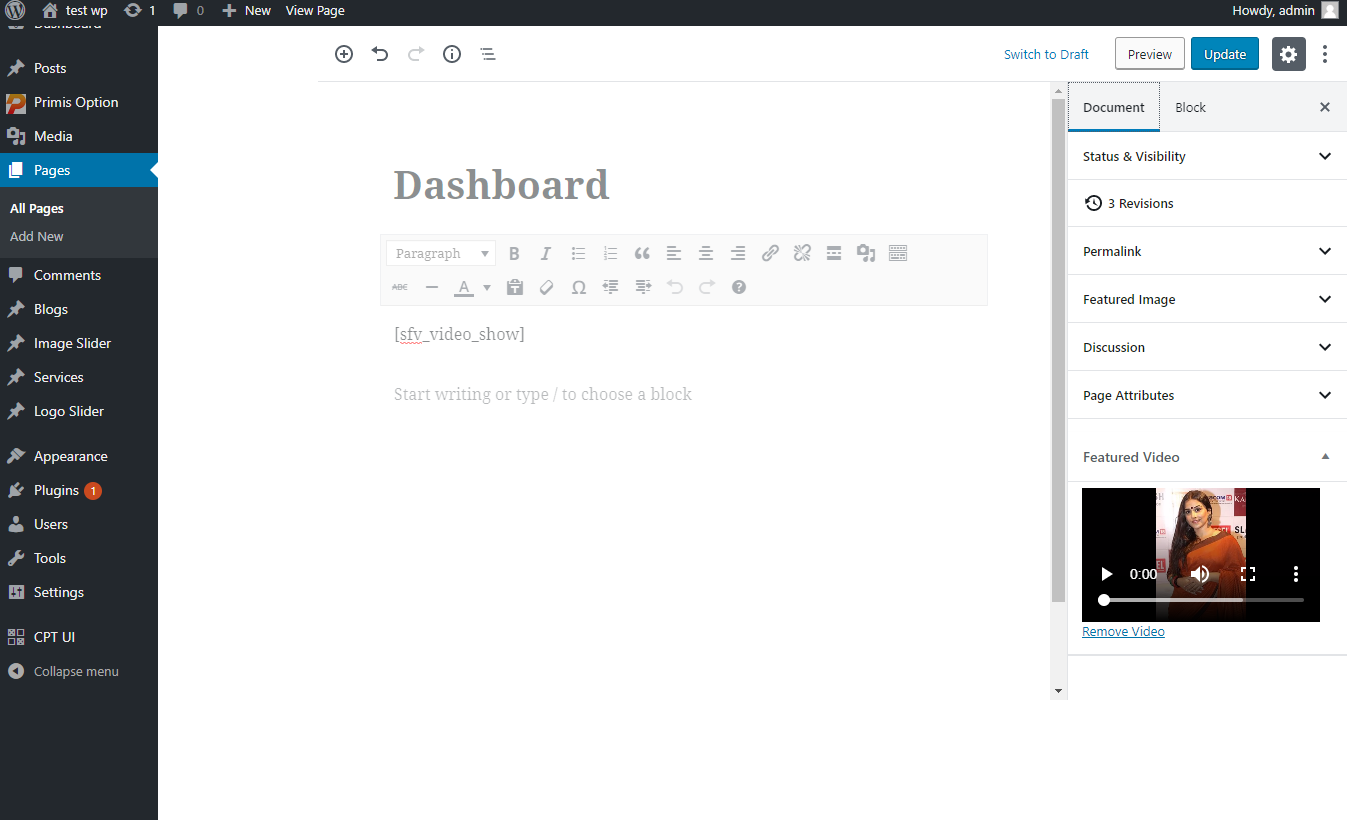 test wp 1 0 New View Page Howdy, admin
Dashboard
Posts
Primis Option
Media
Pages
All Pages
Add New
Comments
Blogs
Image Slider
Services
Logo Slider
Appearance
Plugins 1
Users
Tools
Settings
CPT UI
Collapse menu
Switch to Draft Preview Update
Dashboard
Paragraph B I
ABC A Ω
[sfv_video_show]
Start writing or type / to choose a block
Document Block
Status & Visibility
3 Revisions
Permalink
Featured Image
Discussion
Page Attributes
Featured Video
0:00
Remove Video